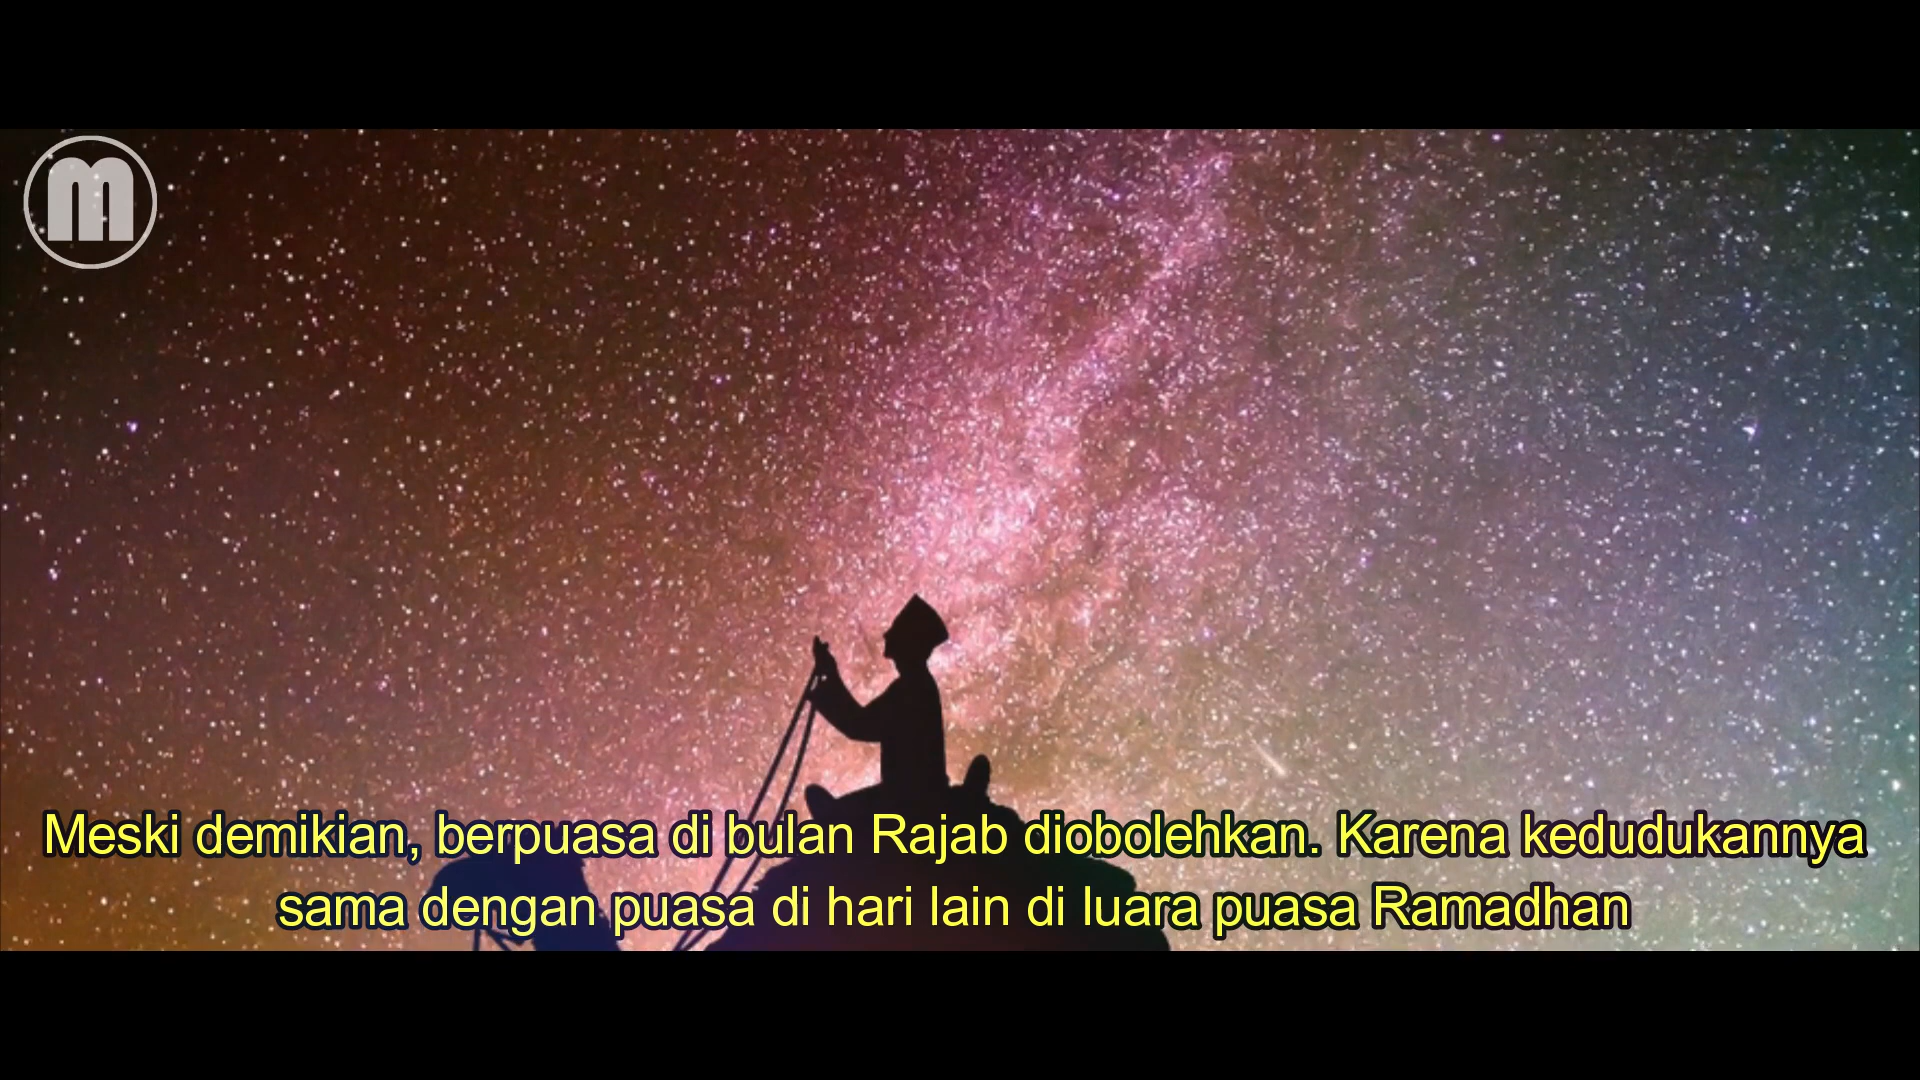 m
Meski demikian, berpuasa di bulan Rajab diobolehkan. Karena kedudukannya
sama dengan puasa di hari lain di luara puasa Ramadhan